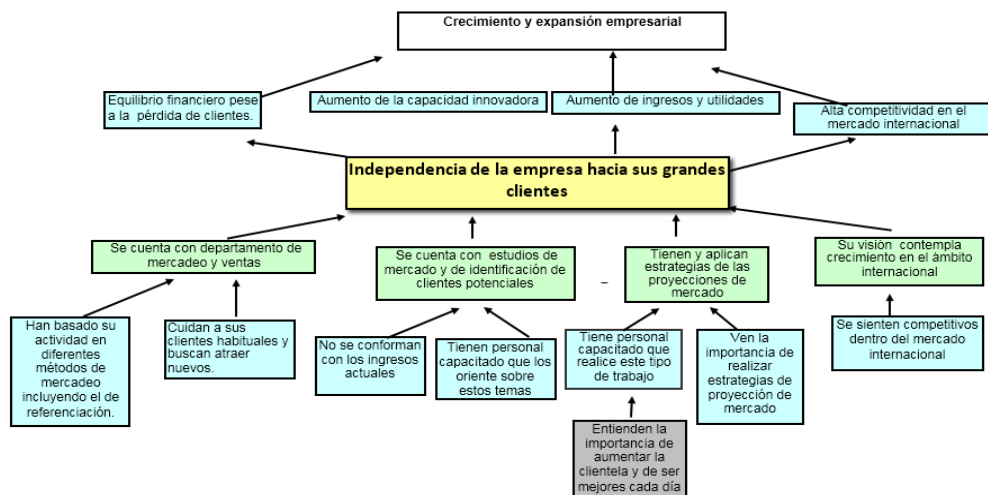 Crecimiento y expansión empresarial
Equilibrio financiero pese
a la pérdida de clientes.
Aumento de la capacidad innovadora
Aumento de ingresos y utilidades
Alta competitividad en el
mercado internacional
Independencia de la empresa hacia sus grandes
clientes
Se cuenta con departamento de
mercadeo y ventas
Se cuenta con estudios de
mercado y de identificación de
clientes potenciales
Tienen y aplican
estrategias de las
proyecciones de
mercado
Su visión contempla
crecimiento en el ámbito
internacional
Han basado su
actividad en
diferentes
métodos de
mercadeo
incluyendo el de
referenciación.
Cuidan a sus
clientes habituales y
buscan atraer
nuevos.
No se conforman
con los ingresos
actuales
Tienen personal
capacitado que los
oriente sobre
estos temas
Tiene personal
capacitado que
realice este tipo
de trabajo
Ven la
importancia de
realizar
estrategias de
proyección de
mercado
Se sienten competitivos
dentro del mercado
internacional
Entienden la
importancia de
aumentar la
clientela y de ser
mejores cada día